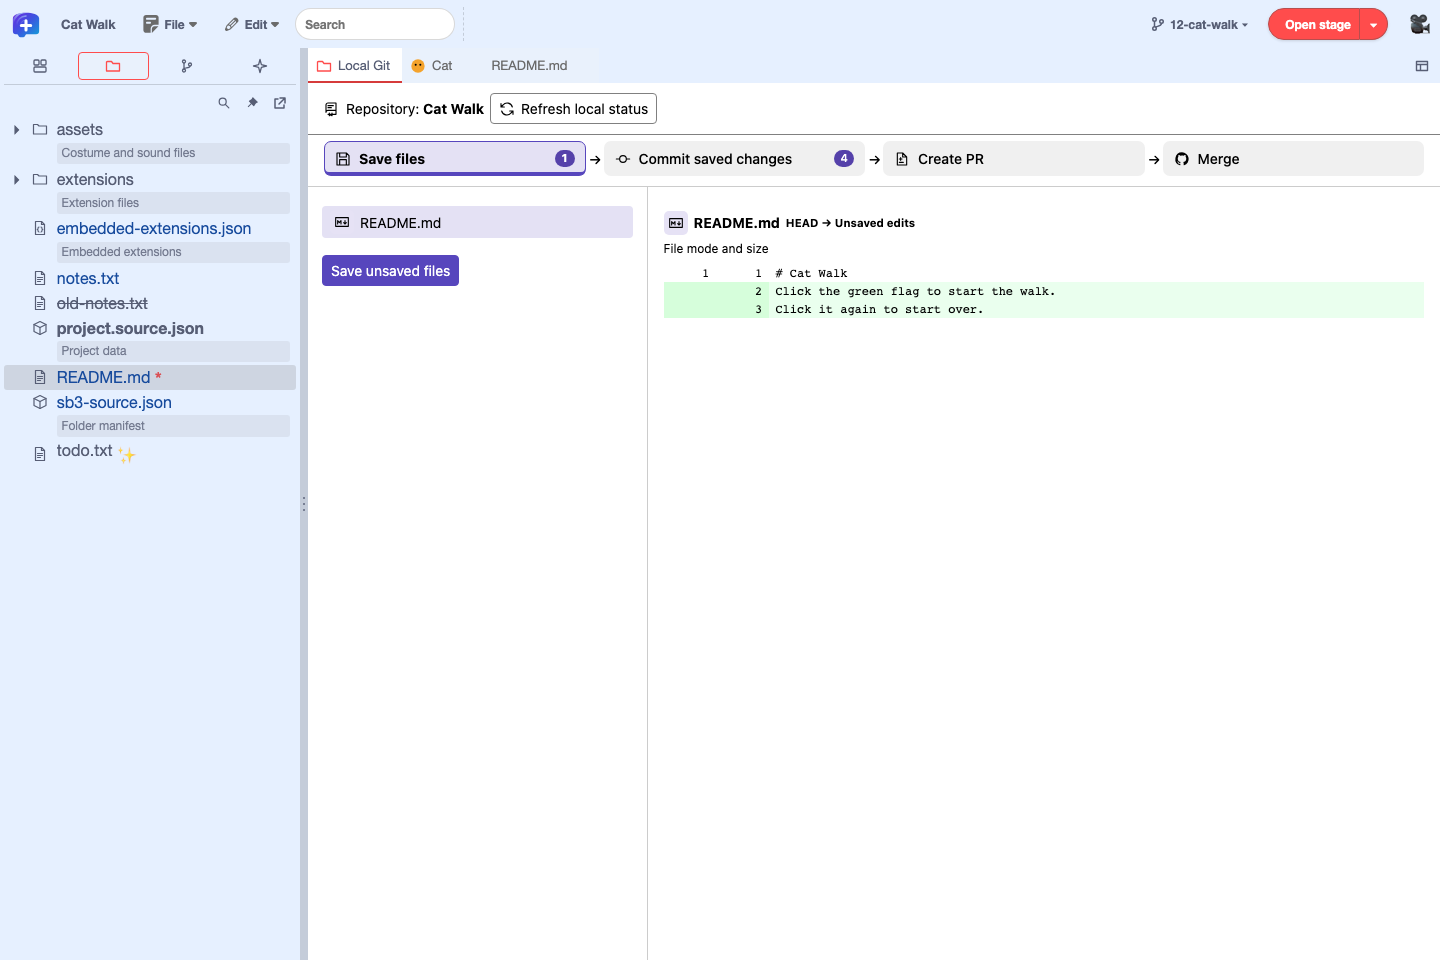 Cat Walk
File
Edit
Search
12-cat-walk
Open stage
Local Git
Cat
README.md
Repository: Cat Walk
Refresh local status
Save files 1
Commit saved changes 4
Create PR
Merge
assets
Costume and sound files
extensions
Extension files
embedded-extensions.json
Embedded extensions
notes.txt
old-notes.txt
project.source.json
Project data
README.md *
sb3-source.json
Folder manifest
todo.txt
README.md
Save unsaved files
README.md HEAD → Unsaved edits
File mode and size
1 1 # Cat Walk
2 Click the green flag to start the walk.
3 Click it again to start over.